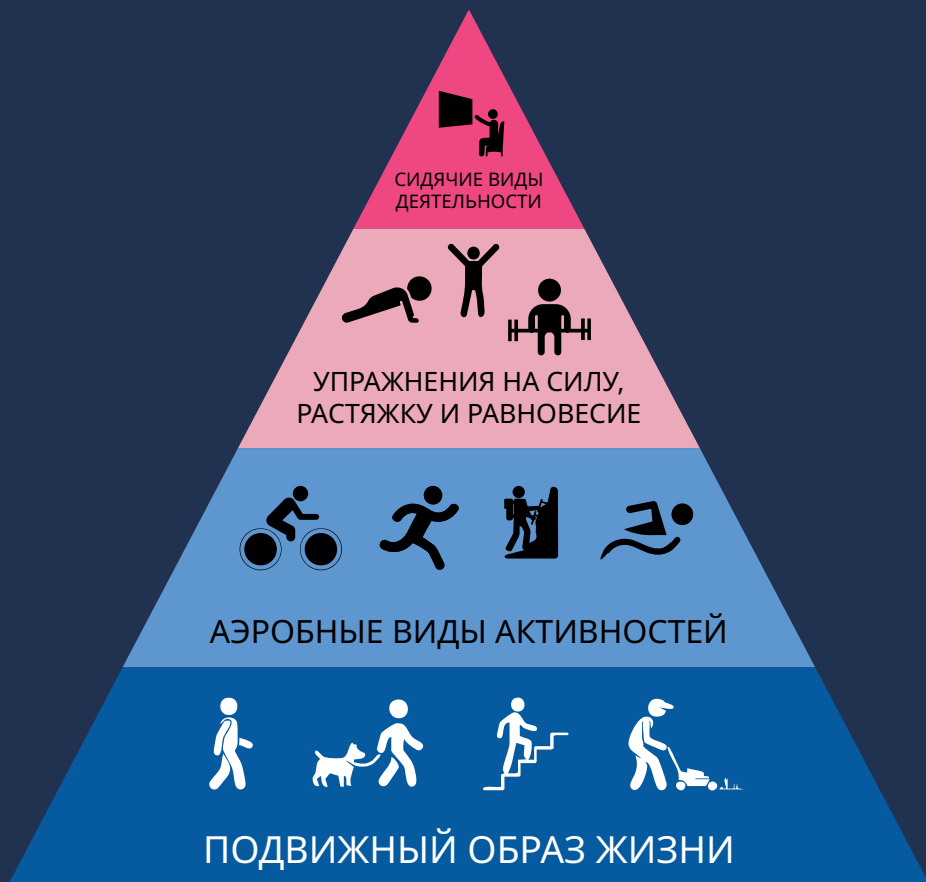 СИДЯЧИЕ ВИДЫ
ДЕЯТЕЛЬНОСТИ
УПРАЖНЕНИЯ НА СИЛУ,
РАСТЯЖКУ И РАВНОВЕСИЕ
АЭРОБНЫЕ ВИДЫ АКТИВНОСТЕЙ
ПОДВИЖНЫЙ ОБРАЗ ЖИЗНИ